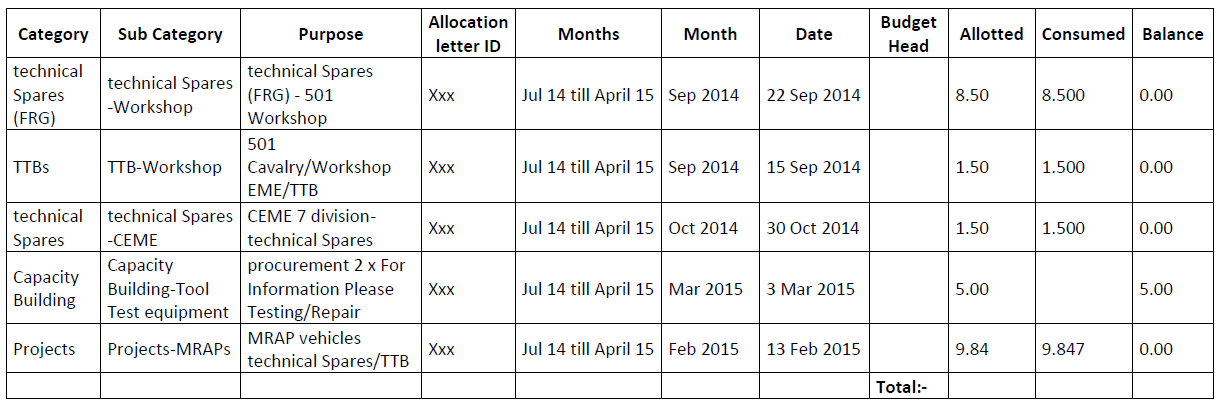 Category Sub Category Purpose Allocation letter ID Months Month Date Budget Head Allotted Consumed Balance
technical Spares (FRG) technical Spares -Workshop technical Spares (FRG) - 501 Workshop Xxx Jul 14 till April 15 Sep 2014 22 Sep 2014 8.50 8.500 0.00
TTBs TTB-Workshop 501 Cavalry/Workshop EME/TTB Xxx Jul 14 till April 15 Sep 2014 15 Sep 2014 1.50 1.500 0.00
technical Spares technical Spares -CEME CEME 7 division- technical Spares Xxx Jul 14 till April 15 Oct 2014 30 Oct 2014 1.50 1.500 0.00
Capacity Building Capacity Building-Tool Test equipment procurement 2 x For Information Please Testing/Repair Xxx Jul 14 till April 15 Mar 2015 3 Mar 2015 5.00 5.00
Projects Projects-MRAPs MRAP vehicles technical Spares/TTB Xxx Jul 14 till April 15 Feb 2015 13 Feb 2015 9.84 9.847 0.00
Total:-